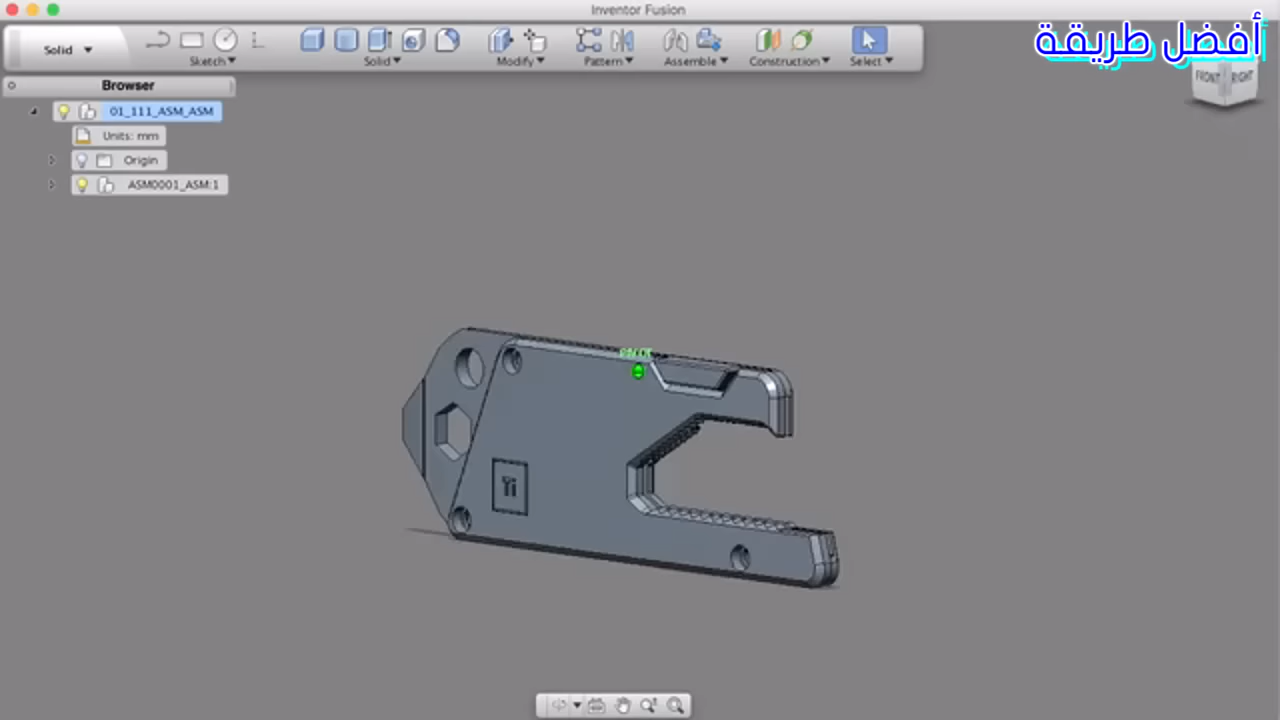 Inventor Fusion
أفضل طريقة
Solid
Sketch
Solid
Modify
Pattern
Assemble
Construction
Select
FRONT
RIGHT
Browser
01_111_ASM_ASM
Units: mm
Origin
ASM0001_ASM:1
PIVOT
Ti